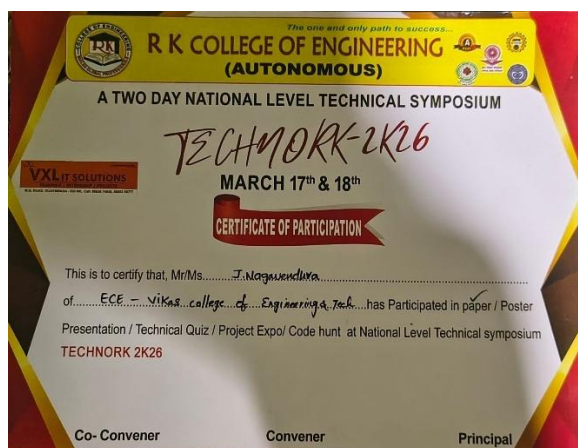 The one and only path to success...
R K COLLEGE OF ENGINEERING
(AUTONOMOUS)
A TWO DAY NATIONAL LEVEL TECHNICAL SYMPOSIUM
TECHNORK-2K26
VXL IT SOLUTIONS
MARCH 17th & 18th
CERTIFICATE OF PARTICIPATION
This is to certify that, Mr/Ms........J.Nagavendhra........
of ECE - Vikas college of Engineering & Tech has Participated in paper / Poster
Presentation / Technical Quiz / Project Expo/ Code hunt at National Level Technical symposium
TECHNORK 2K26
Co- Convener Convener Principal